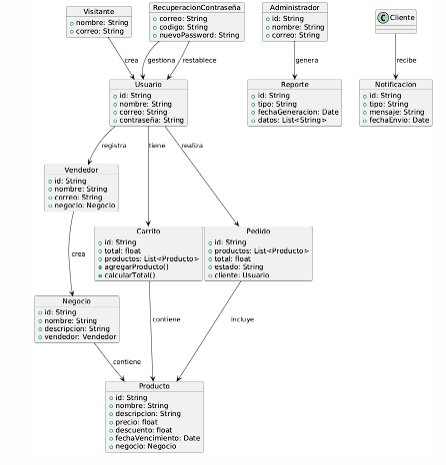 Visitante
nombre: String
correo: String
RecuperacionContraseña
correo: String
codigo: String
nuevoPassword: String
Administrador
id: String
nombre: String
correo: String
C Cliente
crea
gestiona
restablece
genera
recibe
Usuario
id: String
nombre: String
correo: String
contraseña: String
Reporte
id: String
tipo: String
fechaGeneracion: Date
datos: List<String>
Notificacion
id: String
tipo: String
mensaje: String
fechaEnvio: Date
registra
tiene
realiza
Vendedor
id: String
nombre: String
correo: String
negocio: Negocio
Carrito
id: String
total: float
productos: List<Producto>
agregarProducto()
calcularTotal()
Pedido
id: String
productos: List<Producto>
total: float
estado: String
cliente: Usuario
crea
Negocio
id: String
nombre: String
descripcion: String
vendedor: Vendedor
contiene
incluye
contiene
Producto
id: String
nombre: String
descripcion: String
precio: float
descuento: float
fechaVencimiento: Date
negocio: Negocio